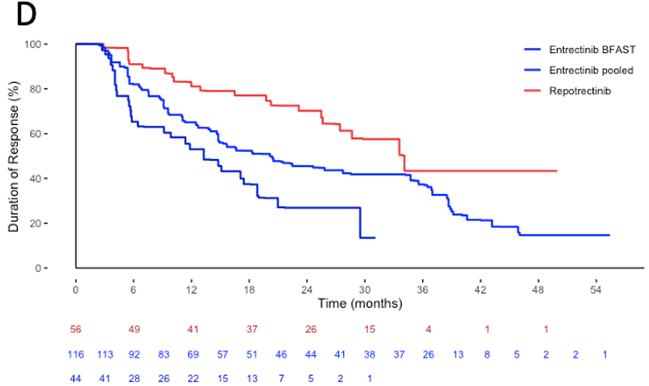 D
100
80
60
40
20
0
Duration of Response (%)
Entrectinib BFAST
Entrectinib pooled
Repotrectinib
0 6 12 18 24 30 36 42 48 54
Time (months)
56 49 41 37 26 15 4 1 1
116 113 92 83 69 57 51 46 44 41 38 37 26 13 8 5 2 2 1
44 41 28 26 22 15 13 7 5 2 1